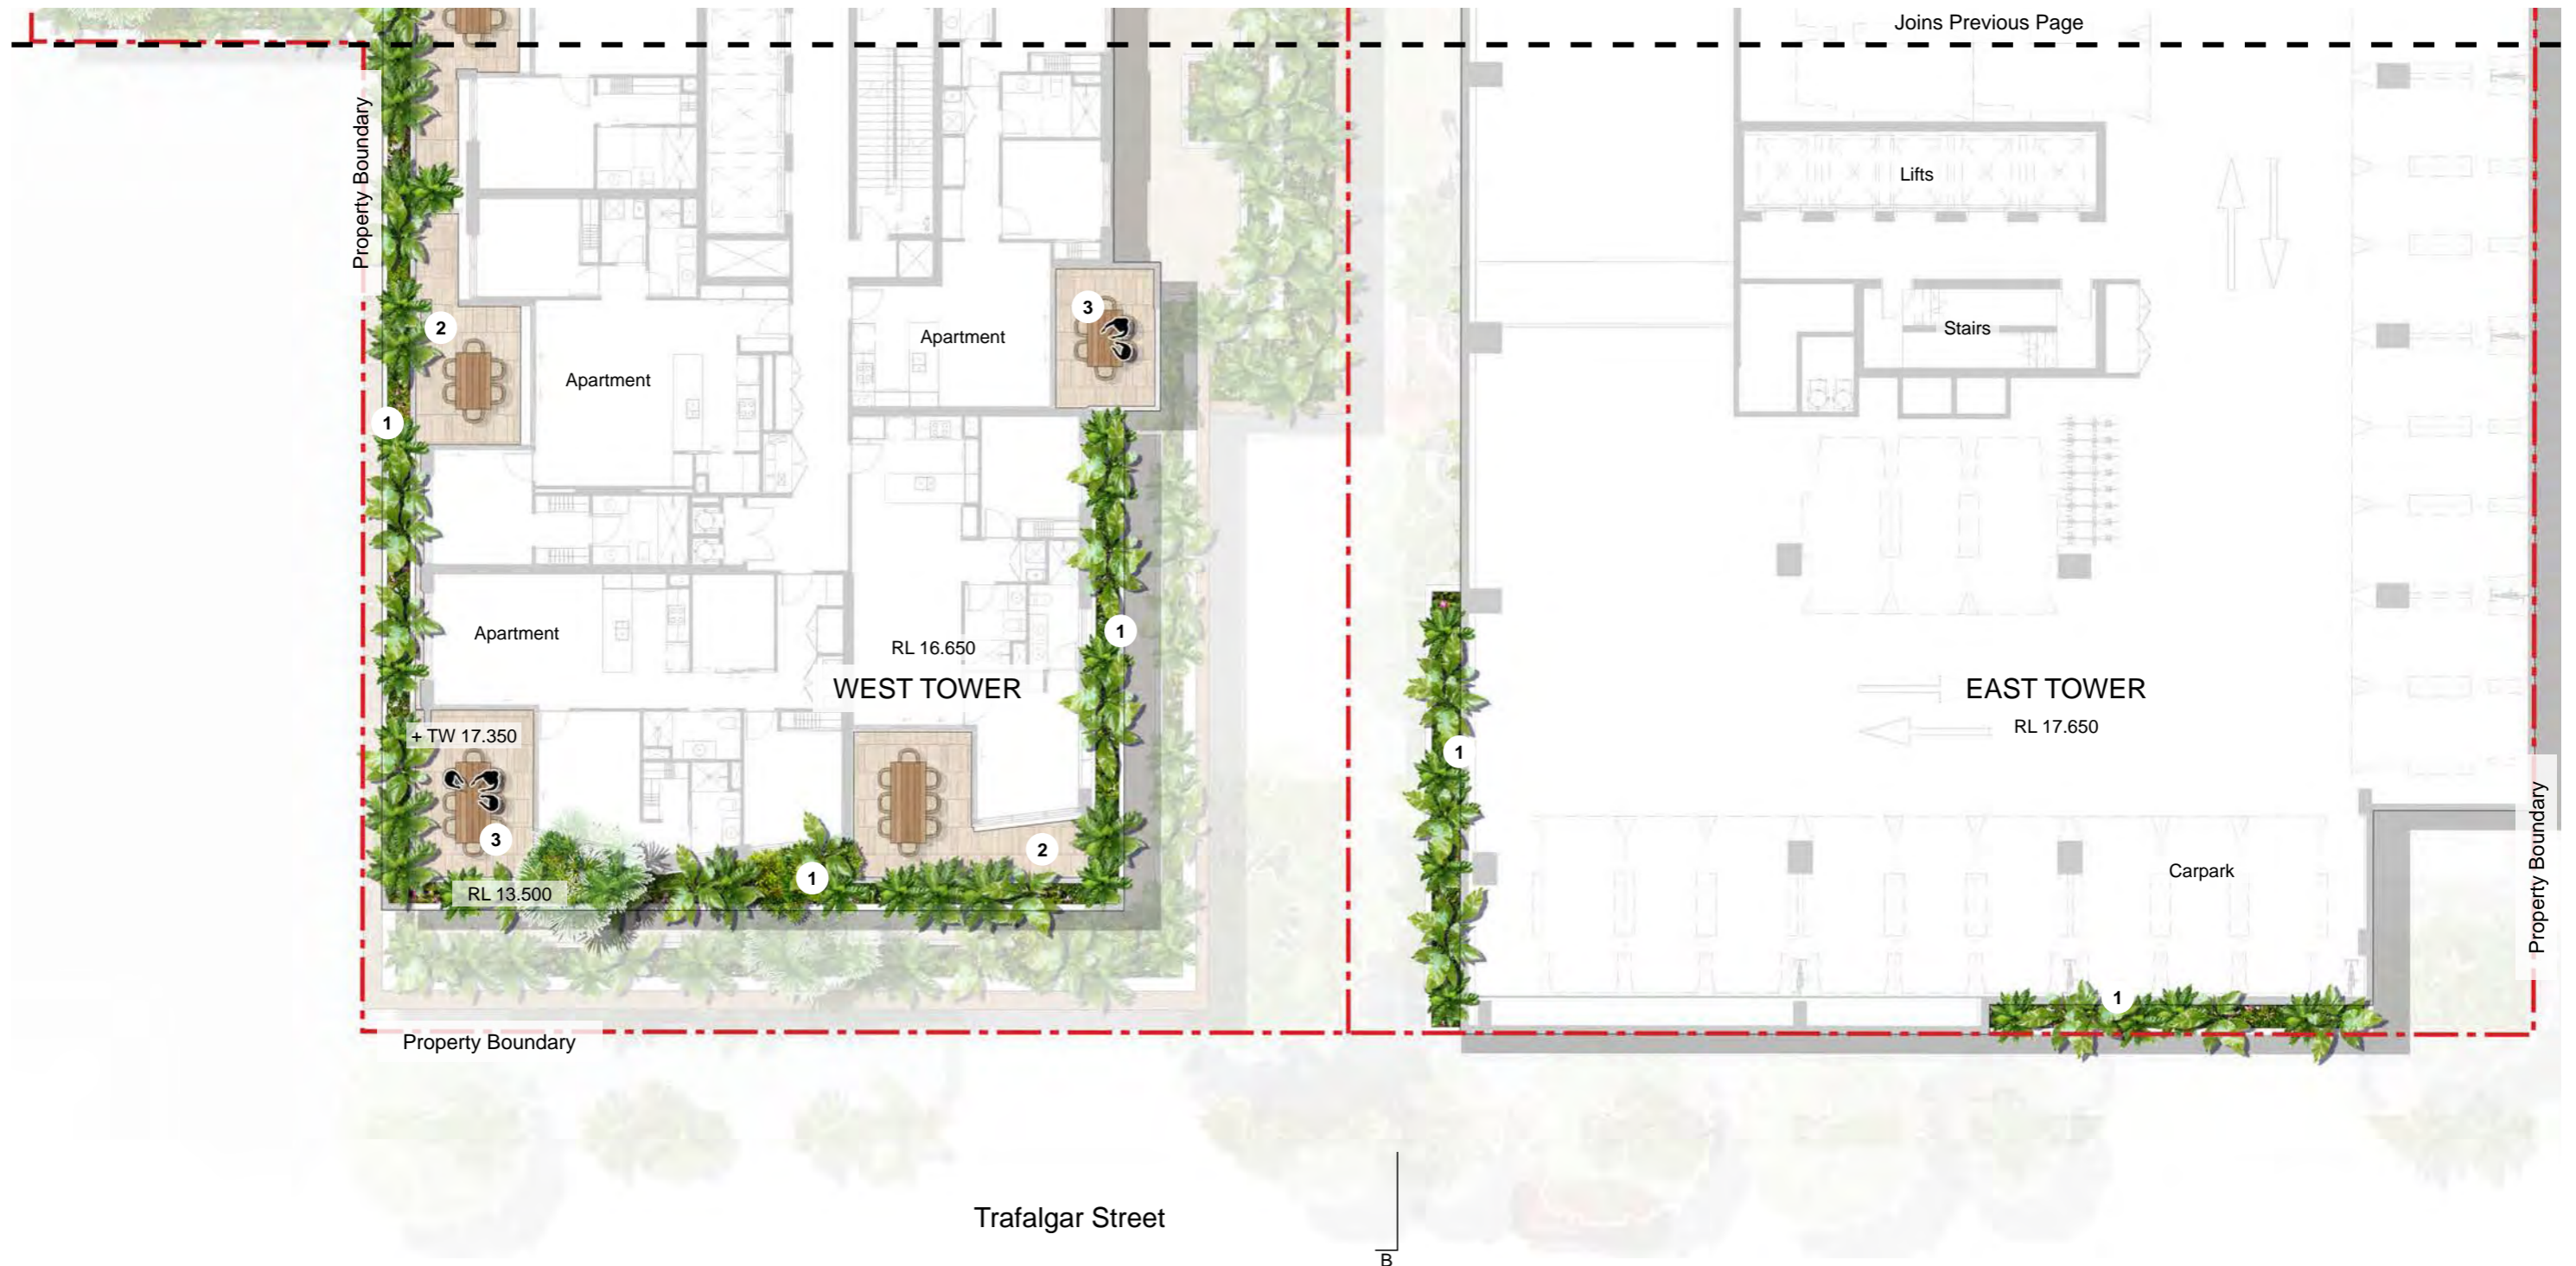 Joins Previous Page
Property Boundary
Lifts
3
2
Stairs
Apartment
Apartment
1
1
Apartment
RL 16.650
WEST TOWER
EAST TOWER
RL 17.650
+ TW 17.350
1
Property Boundary
3
2
1
Carpark
RL 13.500
1
Property Boundary
Trafalgar Street
B